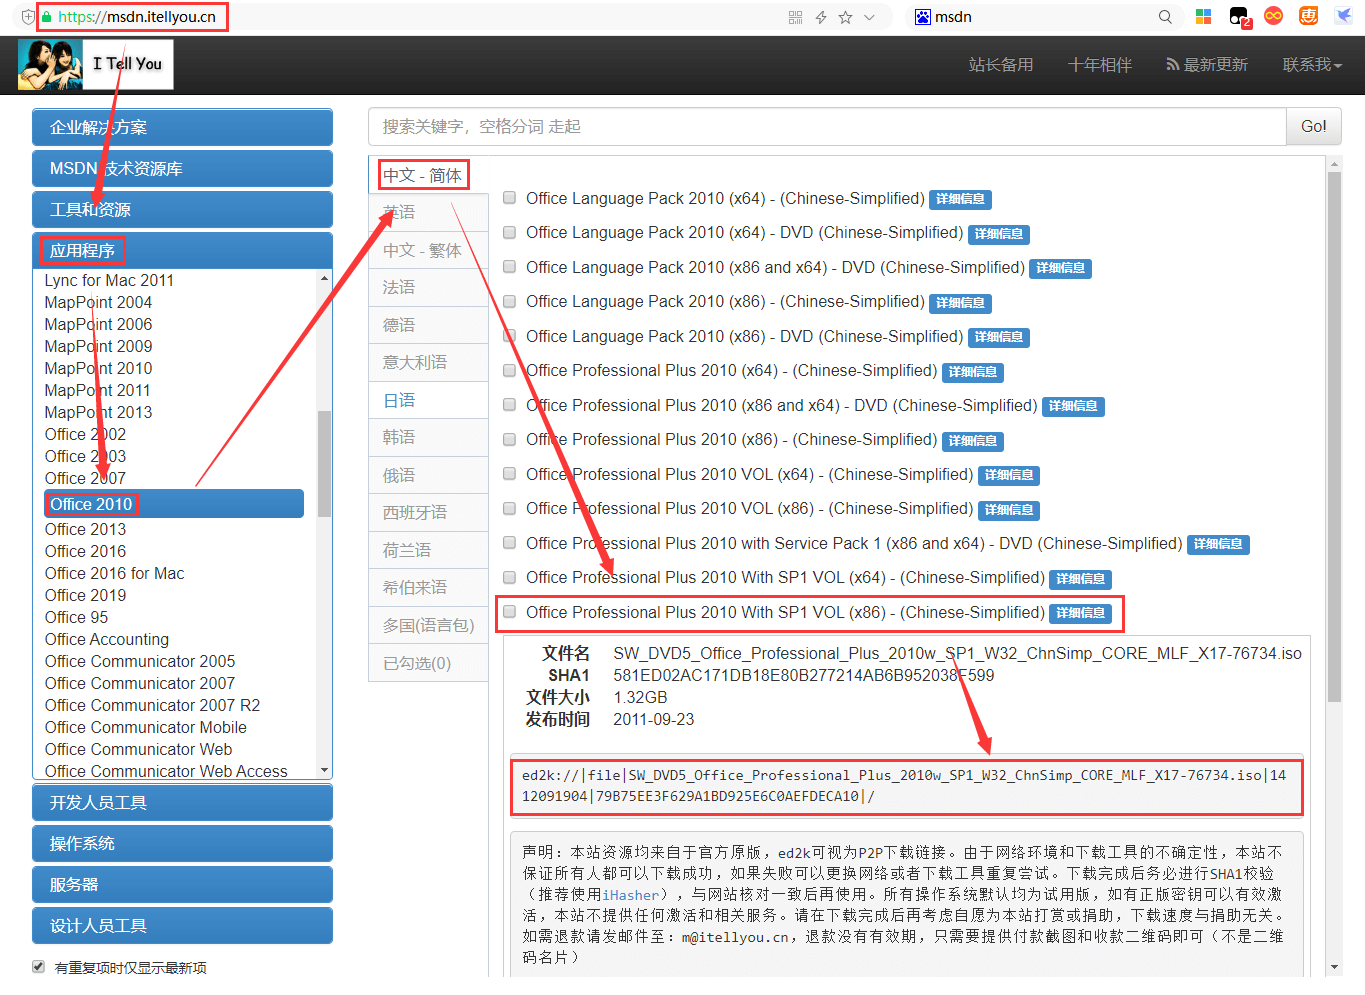 https://msdn.itellyou.cn
msdn
2
惠
I Tell You
站长备用
十年相伴
最新更新
联系我
企业解决方案
MSDN 技术资源库
工具和资源
应用程序
Lync for Mac 2011
MapPoint 2004
MapPoint 2006
MapPoint 2009
MapPoint 2010
MapPoint 2011
MapPoint 2013
Office 2002
Office 2003
Office 2007
Office 2010
Office 2013
Office 2016
Office 2016 for Mac
Office 2019
Office 95
Office Accounting
Office Communicator 2005
Office Communicator 2007
Office Communicator 2007 R2
Office Communicator Mobile
Office Communicator Web
Office Communicator Web Access
开发人员工具
操作系统
服务器
设计人员工具
有重复项时仅显示最新项
搜索关键字，空格分词 走起
Go!
中文 - 简体
英语
中文 - 繁体
法语
德语
意大利语
日语
韩语
俄语
西班牙语
荷兰语
希伯来语
多国(语言包)
已勾选(0)
Office Language Pack 2010 (x64) - (Chinese-Simplified) 详细信息
Office Language Pack 2010 (x64) - DVD (Chinese-Simplified) 详细信息
Office Language Pack 2010 (x86 and x64) - DVD (Chinese-Simplified) 详细信息
Office Language Pack 2010 (x86) - (Chinese-Simplified) 详细信息
Office Language Pack 2010 (x86) - DVD (Chinese-Simplified) 详细信息
Office Professional Plus 2010 (x64) - (Chinese-Simplified) 详细信息
Office Professional Plus 2010 (x86 and x64) - DVD (Chinese-Simplified) 详细信息
Office Professional Plus 2010 (x86) - (Chinese-Simplified) 详细信息
Office Professional Plus 2010 VOL (x64) - (Chinese-Simplified) 详细信息
Office Professional Plus 2010 VOL (x86) - (Chinese-Simplified) 详细信息
Office Professional Plus 2010 with Service Pack 1 (x86 and x64) - DVD (Chinese-Simplified) 详细信息
Office Professional Plus 2010 With SP1 VOL (x64) - (Chinese-Simplified) 详细信息
Office Professional Plus 2010 With SP1 VOL (x86) - (Chinese-Simplified) 详细信息
文件名 SW_DVD5_Office_Professional_Plus_2010w_SP1_W32_ChnSimp_CORE_MLF_X17-76734.iso
SHA1 581ED02AC171DB18E80B277214AB6B952038F599
文件大小 1.32GB
发布时间 2011-09-23
ed2k://|file|SW_DVD5_Office_Professional_Plus_2010w_SP1_W32_ChnSimp_CORE_MLF_X17-76734.iso|14
12091904|79B75EE3F629A1BD925E6C0AEFDECA10|/
声明：本站资源均来自于官方原版，ed2k可视为P2P下载链接。由于网络环境和下载工具的不确定性，本站不
保证所有人都可以下载成功，如果失败可以更换网络或者下载工具重复尝试。下载完成后务必进行SHA1校验
（推荐使用iHasher），与网站核对一致后再使用。所有操作系统默认均为试用版，如有正版密钥可以有效激
活，本站不提供任何激活和相关服务。请在下载完成后再考虑自愿为本站打赏或捐助，下载速度与捐助无关。
如需退款请发邮件至：m@itellyou.cn，退款没有有效期，只需要提供付款截图和收款二维码即可（不是二维
码名片）